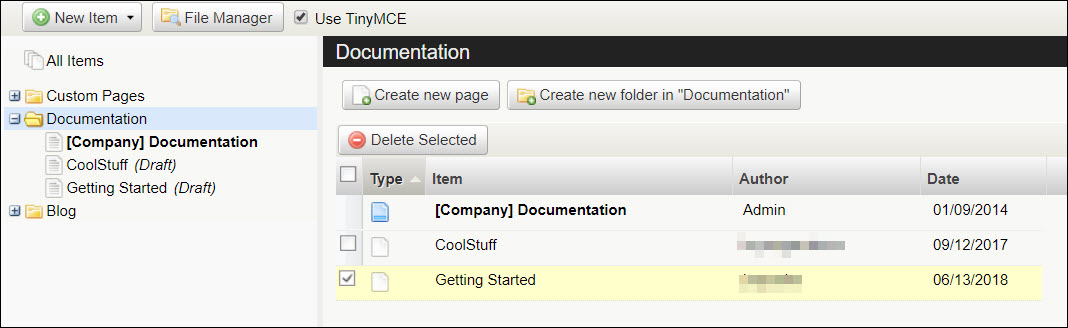 New Item File Manager Use TinyMCE
All Items
Custom Pages
Documentation
[Company] Documentation
CoolStuff (Draft)
Getting Started (Draft)
Blog
Documentation
Create new page Create new folder in "Documentation"
Delete Selected
Type Item Author Date
[Company] Documentation Admin 01/09/2014
CoolStuff 09/12/2017
Getting Started 06/13/2018